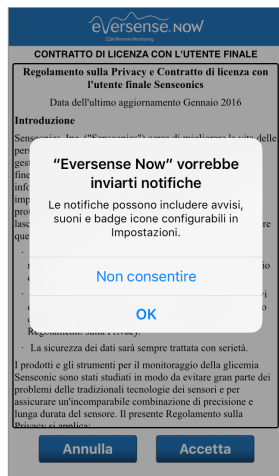 eversense NOW
CGM Remote Monitoring
CONTRATTO DI LICENZA CON L'UTENTE FINALE
Regolamento sulla Privacy e Contratto di licenza con
l'utente finale Senseonics
Data dell'ultimo aggiornamento Gennaio 2016
Introduzione
"Eversense Now" vorrebbe
inviarti notifiche
Le notifiche possono includere avvisi,
suoni e badge icone configurabili in
Impostazioni.
Non consentire
OK
Regolamento sulla Privacy.
· La sicurezza dei dati sarà sempre trattata con serietà.
I prodotti e gli strumenti per il monitoraggio della glicemia
Senseonic sono stati studiati in modo da evitare gran parte dei
problemi delle tradizionali tecnologie dei sensori e per
assicurare un'incomparabile combinazione di precisione e
lunga durata del sensore. Il presente Regolamento sulla
Privacy si applica:
Annulla Accetta